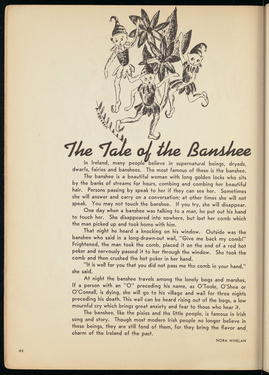 The Tale of the Banshee
In Ireland, many people believe in supernatural beings, dryads,
dwarfs, fairies and banshees. The most famous of these is the banshee.
The banshee is a beautiful woman with long golden locks who sits
by the banks of streams for hours, combing and combing her beautiful
hair. Persons passing by speak to her if they can see her. Sometimes
she will answer and carry on a conversation; at other times she will not
speak. You may not touch the banshee. If you try, she will disappear.
One day when a banshee was talking to a man, he put out his hand
to touch her. She disappeared into nowhere, but lost her comb which
the man picked up and took home with him.
That night he heard a knocking on his window. Outside was the
banshee who said in a long-drawn-out wail, "Give me back my comb!"
Frightened, the man took the comb, placed it on the end of a red hot
poker and nervously passed it to her through the window. She took the
comb and then crushed the hot poker in her hand.
"It is well for you that you did not pass me this comb in your hand,"
she said.
At night the banshee travels among the lonely bogs and marshes.
If a person with an "O" preceding his name, as O'Toole, O'Shea or
O'Connell, is dying, she will go to his village and wail for three nights
preceding his death. This wail can be heard rising out of the bogs, a low
mournful cry which brings great anxiety and fear to those who hear it.
The banshee, like the pixies and the little people, is famous in Irish
song and story. Though most modern Irish people no longer believe in
these beings, they are still fond of them, for they bring the flavor and
charm of the Ireland of the past.
NORA WHELAN